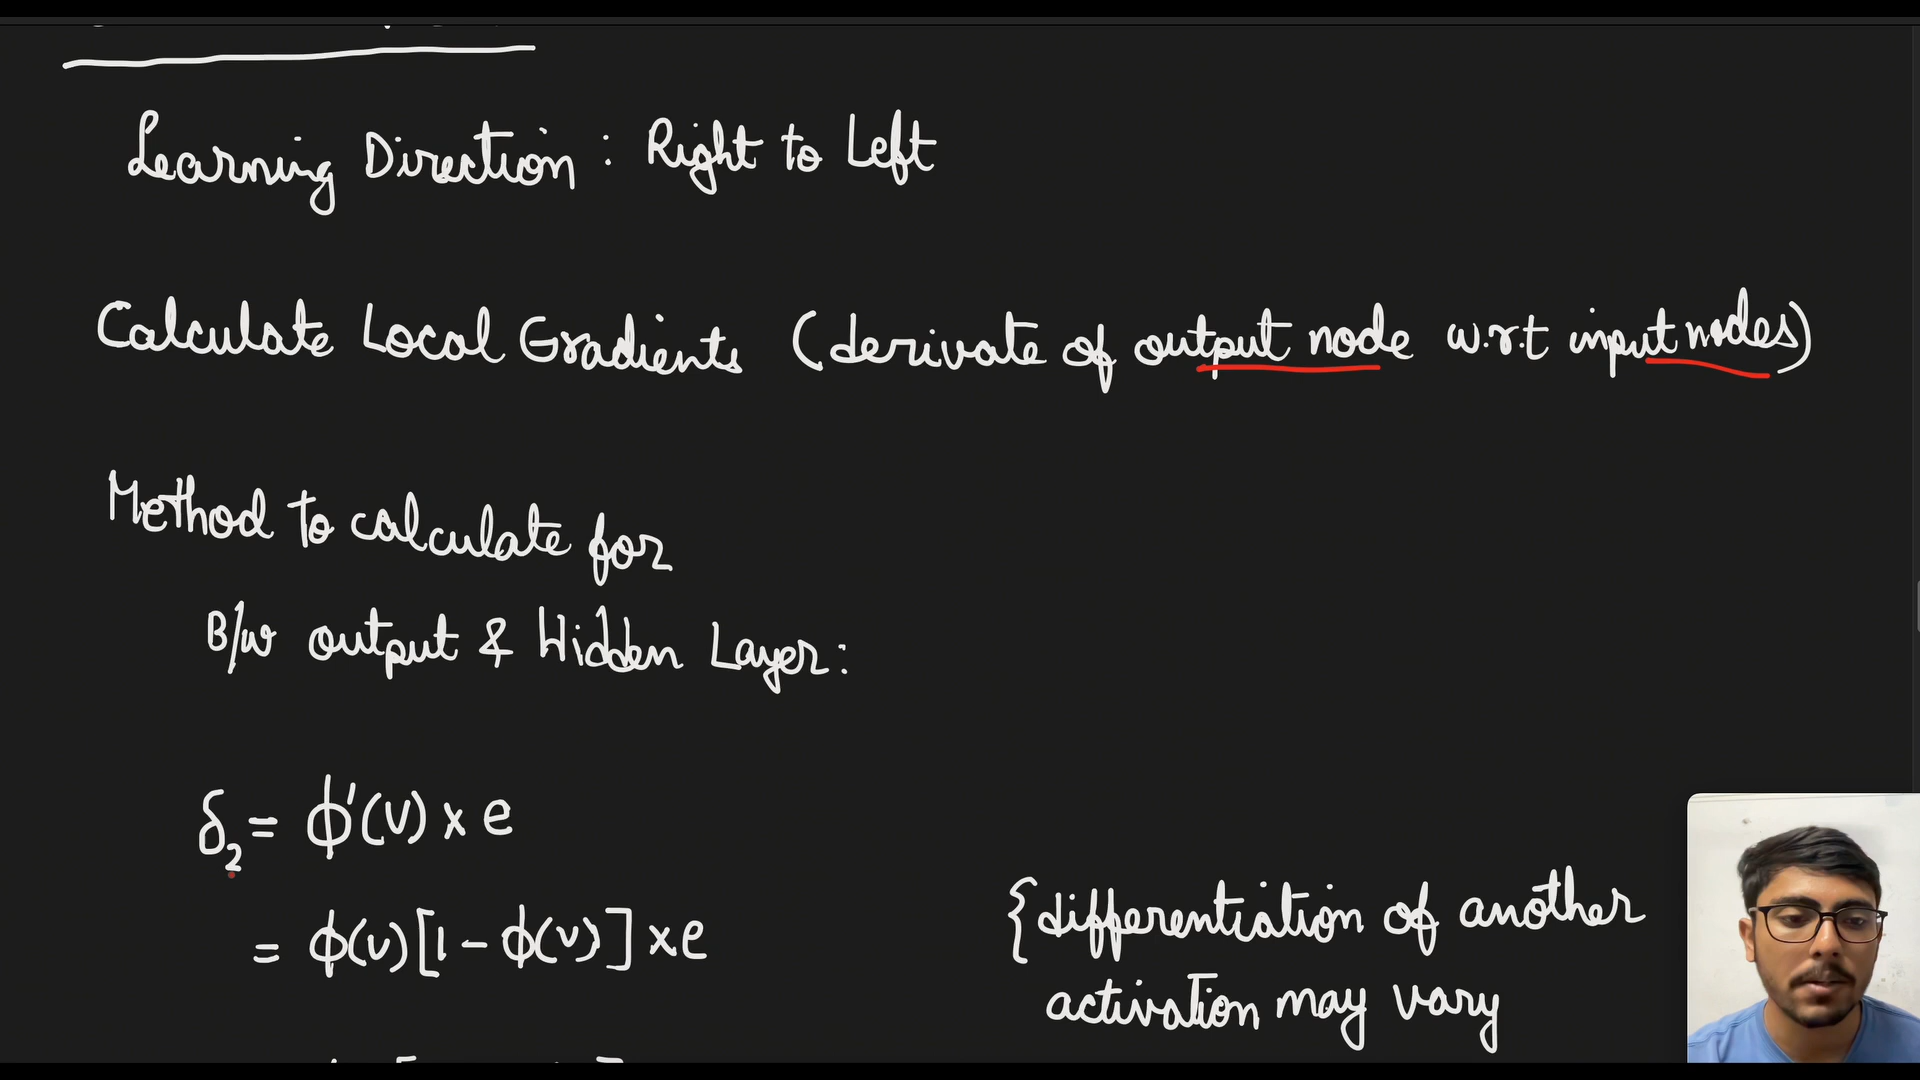 Learning Direction : Right to Left
Calculate Local Gradients (derivate of output node w.r.t input nodes)
Method to calculate for
B/w output & Hidden Layer :
δ₂ = ϕ'(v) x e
= ϕ(v)[1 - ϕ(v)] x e
{differentiation of another
activation may vary